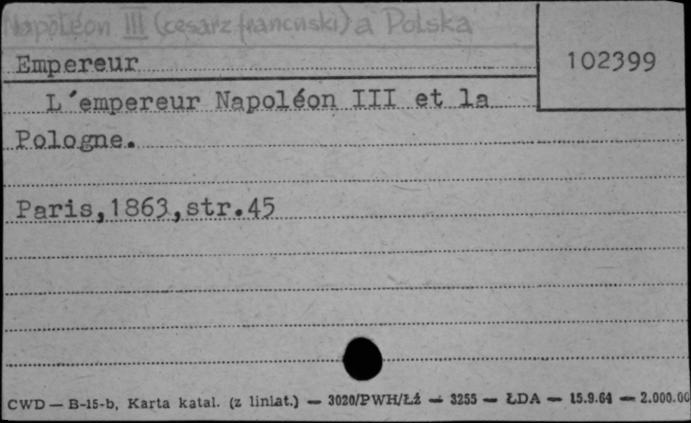 Napoleon III (cesarz francuski) a Polska
Empereur
102399
L'empereur Napoléon III et la
Pologne.
Paris,1863,str.45
CWD — B-15-b, Karta katal. (z liniat.) — 3020/PWH/Łź — 3255 — ŁDA — 15.9.64 — 2.000.00